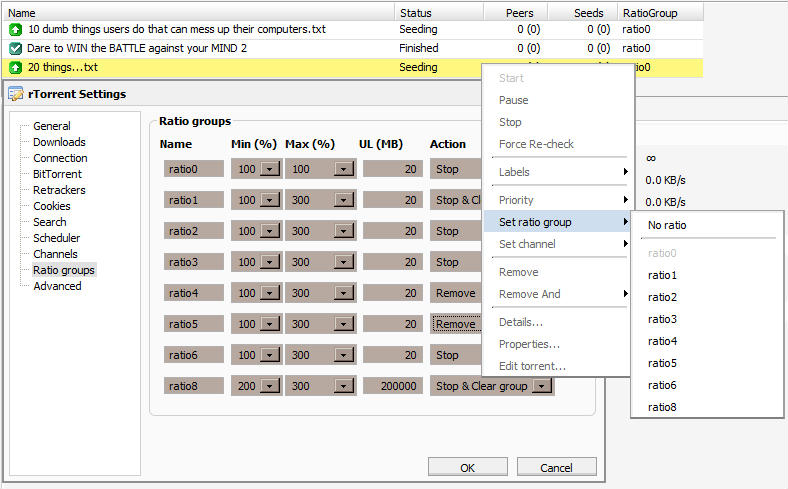 Name Status Peers Seeds RatioGroup
10 dumb things users do that can mess up their computers.txt Seeding 0 (0) 0 (0) ratio0
Dare to WIN the BATTLE against your MIND 2 Finished 0 (0) 0 (0) ratio0
20 things...txt Seeding 0 (0) 0 (0) ratio0
rTorrent Settings
General
Downloads
Connection
BitTorrent
Retrackers
Cookies
Search
Scheduler
Channels
Ratio groups
Advanced
Ratio groups
Name Min (%) Max (%) UL (MB) Action
ratio0 100 100 20 Stop
ratio1 100 300 20 Stop & Cl
ratio2 100 300 20 Stop
ratio3 100 300 20 Stop
ratio4 100 300 20 Remove
ratio5 100 300 20 Remove
ratio6 100 300 20 Stop
ratio8 200 300 200000 Stop & Clear group
OK Cancel
Start
Pause
Stop
Force Re-check
Labels
Priority
Set ratio group
Set channel
Remove
Remove And
Details...
Properties...
Edit torrent...
∞
0.0 KB/s
0.0 KB/s
No ratio
ratio0
ratio1
ratio2
ratio3
ratio4
ratio5
ratio6
ratio8